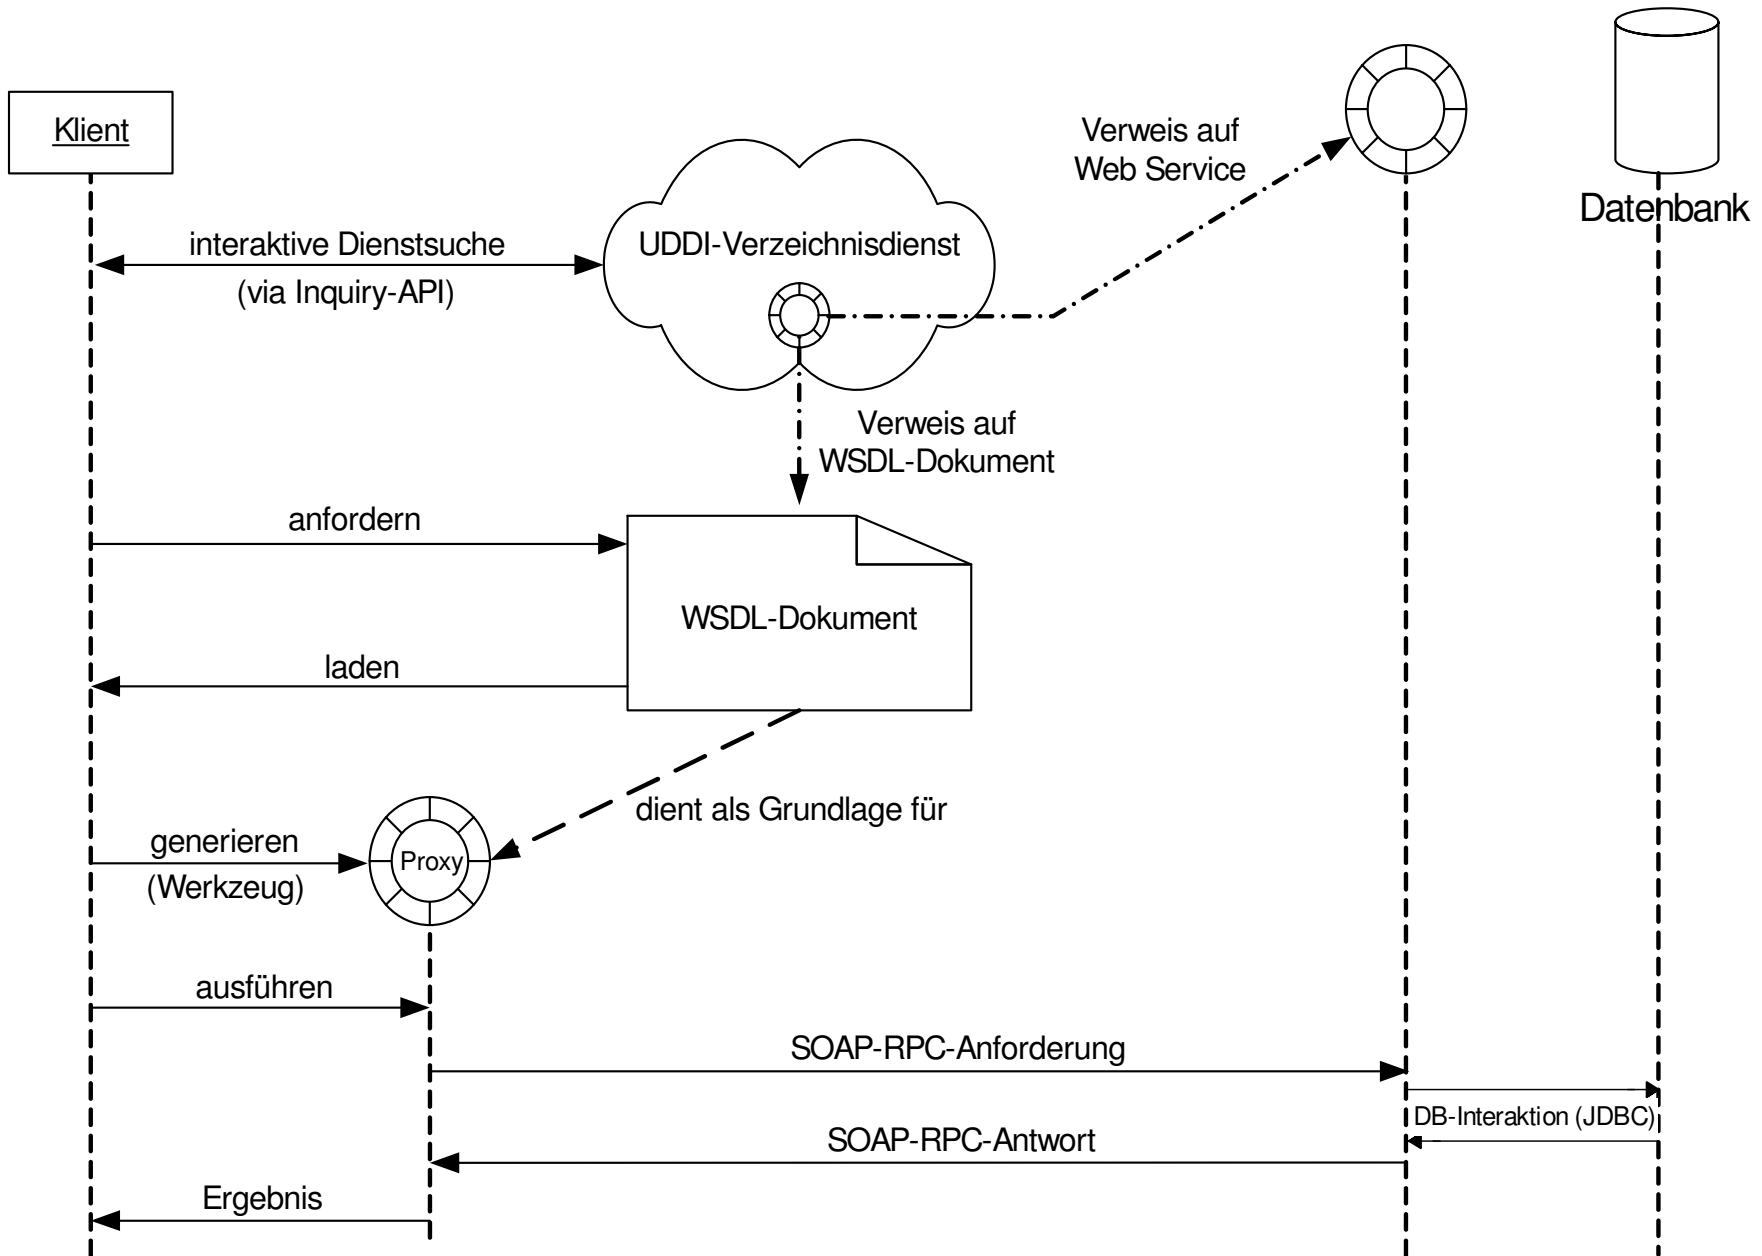 Klient
Verweis auf
Web Service
Datenbank
interaktive Dienstsuche
(via Inquiry-API)
UDDI-Verzeichnisdienst
Verweis auf
WSDL-Dokument
anfordern
WSDL-Dokument
laden
dient als Grundlage für
generieren
(Werkzeug)
Proxy
ausführen
SOAP-RPC-Anforderung
DB-Interaktion (JDBC)
SOAP-RPC-Antwort
Ergebnis